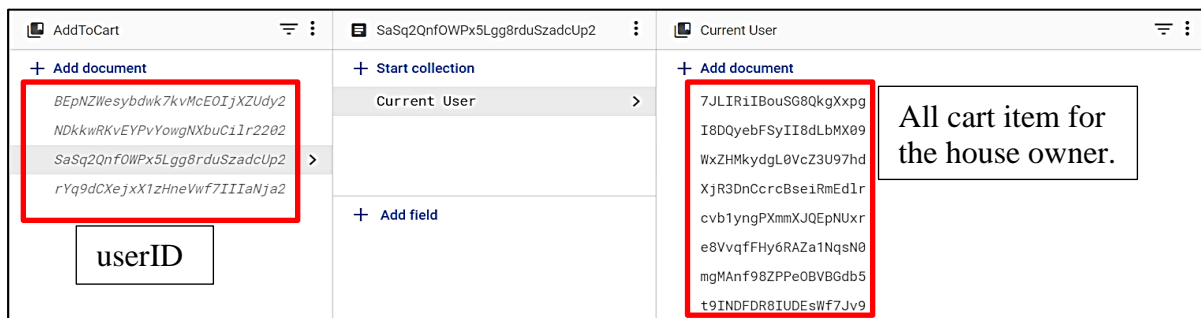 AddToCart
+ Add document
BEpNZWesybdwk7kvMcEOIjXZUdy2
NDkkwRKvEYPvYowgNXbuCilr2202
SaSq2QnfOWPx5Lgg8rduSzadcUp2
rYq9dCXejxX1zHneVwf7IIIaNja2
userID
SaSq2QnfOWPx5Lgg8rduSzadcUp2
+ Start collection
Current User
+ Add field
Current User
+ Add document
7JLIRiIBouSG8QkgXxpg
I8DQyebFSyII8dLbMX09
WxZHMkydgL0VcZ3U97hd
XjR3DnCcrcBseiRmEdlr
cvb1yngPXmmXJQEpNUxr
e8VvqfFHy6RAZa1NqsN0
mgMAnf98ZPPeOBVBGdb5
t9INDFDR8IUDEsWf7Jv9
All cart item for
the house owner.